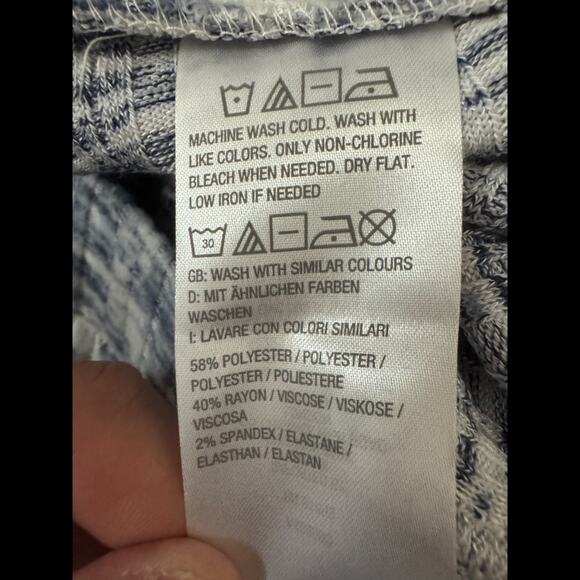 MACHINE WASH COLD. WASH WITH
LIKE COLORS. ONLY NON-CHLORINE
BLEACH WHEN NEEDED. DRY FLAT.
LOW IRON IF NEEDED
30
GB: WASH WITH SIMILAR COLOURS
D: MIT ÄHNLICHEN FARBEN
WASCHEN
I: LAVARE CON COLORI SIMILARI
58% POLYESTER / POLYESTER /
POLYESTER / POLIESTERE
40% RAYON / VISCOSE / VISKOSE /
VISCOSA
2% SPANDEX / ELASTANE /
ELASTHAN / ELASTAN